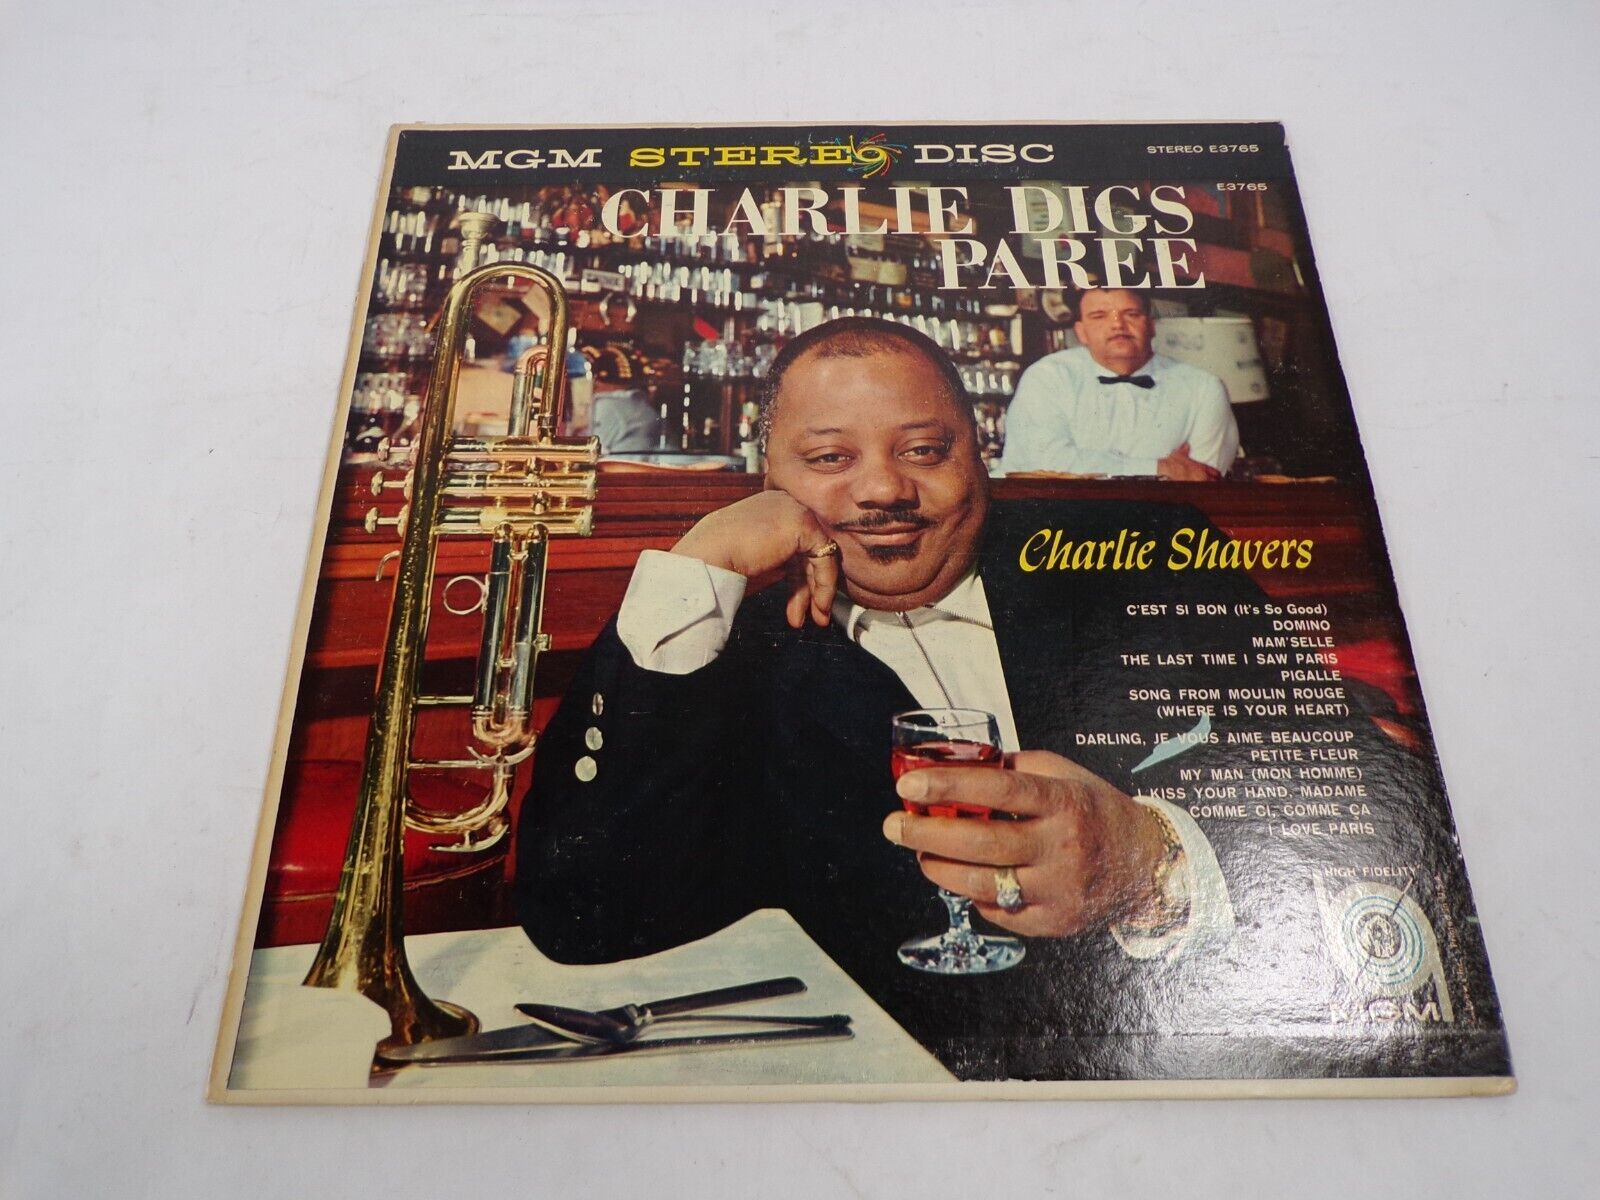 MGM STEREO DISC
STEREO E3765
E3765
CHARLIE DIGS
PAREE
Charlie Shavers
C'EST SI BON (It's So Good)
DOMINO
MAM'SELLE
THE LAST TIME I SAW PARIS
PIGALLE
SONG FROM MOULIN ROUGE
(WHERE IS YOUR HEART)
DARLING, JE VOUS AIME BEAUCOUP
PETITE FLEUR
MY MAN (MON HOMME)
I KISS YOUR HAND, MADAME
COMME CI, COMME ÇA
I LOVE PARIS
HIGH FIDELITY
MGM